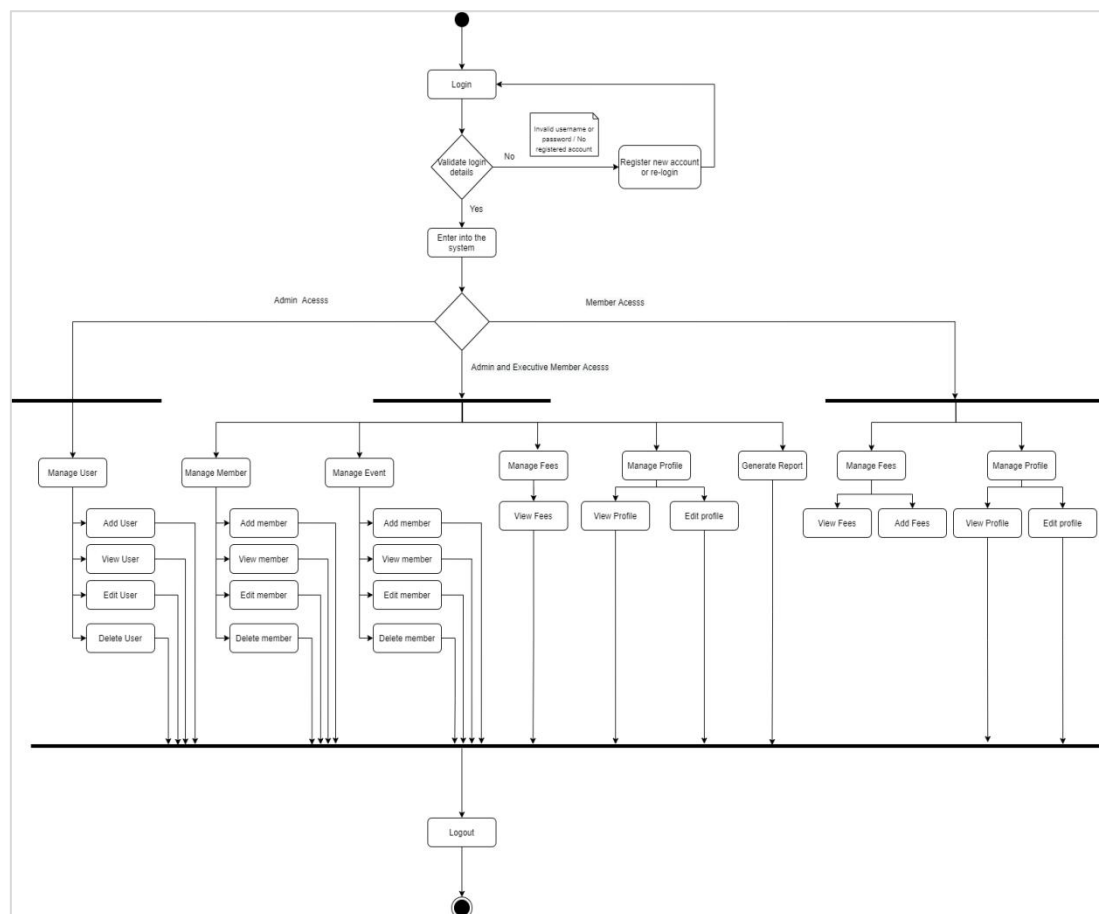 Login
Invalid username or
password / No
registered account
Validate login
details
No
Register new account
or re-login
Yes
Enter into the
system
Admin Acesss
Member Acesss
Admin and Executive Member Acesss
Manage User
Manage Member
Manage Event
Manage Fees
Manage Profile
Generate Report
Manage Fees
Manage Profile
Add User
Add member
Add member
View Fees
View Profile
Edit profile
View Fees
Add Fees
View Profile
Edit profile
View User
View member
View member
Edit User
Edit member
Edit member
Delete User
Delete member
Delete member
Logout